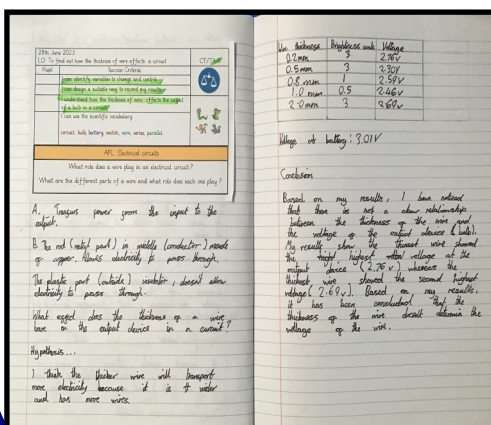 28th June 2023
LO: To find out how the thickness of wire affects a circuit
CT/
Pupil
Success Criteria:
I can identify variables to change and control.
I can design a suitable way to record my results.
I understand how the thickness of wire affects the output
of a bulb in a circuit.
I can use the scientific vocabulary
circuit, bulb, battery, switch, wire, series, parallel.
AFL: Electrical circuits
What role does a wire play in an electrical circuit?
What are the different parts of a wire and what role does each one play?
A. power from the input to the
output.
B. The rod (metal part) in middle (conductor) made
of copper. Allows electricity to pass through.
The plastic part (outside) insulator, doesnt allow
electricity to pass through.
What effect does the thickness of a wire
have on the output device in a curcuit?
Hypothosis...
I think the thicker wire will transport
more electricity because it is wider
and has more wires.
thickness Brightness scale Voltage
0.2mm 3 2.76v
0.5mm 3 2.30v
0.8mm 1 2.59v
1.0mm 0.5 2.46v
2.0mm 3 2.69v
Voltage of battery: 3.01v
Conclusion
Based on my results, I have noticed
that there is not a clear relationship
between the thickness of the wire and
the voltage of the output device (bulb).
My results show the thinnest wire showed
the highest voltage at the
output device (2.76 v) whereas the
thickest wire showed the second highest
voltage (2.69 v). Based on my results,
it has been concluded that the
thickness of the wire doesnt determin the
voltage of the wire.